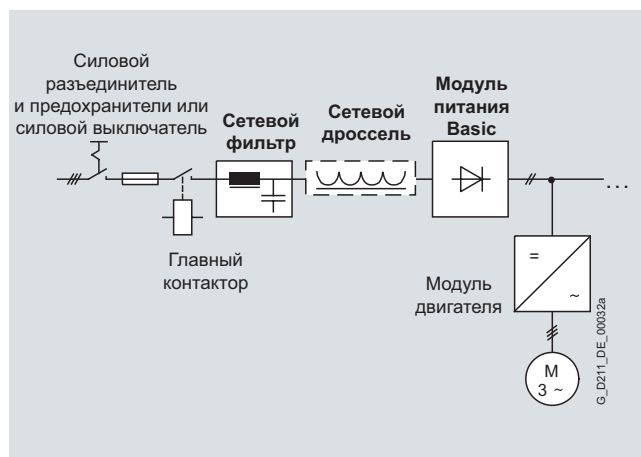 Силовой
разъединитель
и предохранители или
силовой выключатель
Сетевой
фильтр
Сетевой
дроссель
Модуль
питания
Basic
...
Главный
контактор
Модуль
двигателя
=
~
M
3 ~
G_D211_DE_00032a